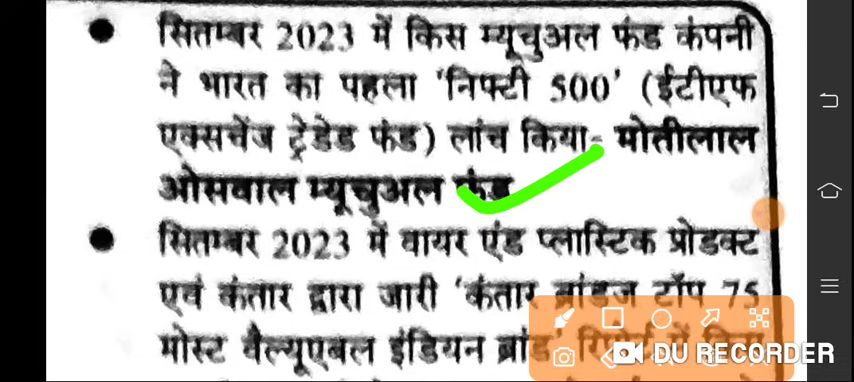 सितम्बर 2023 में किस म्यूचुअल फंड कंपनी
ने भारत का पहला 'निफ्टी 500' (ईटीएफ
एक्सचेंज ट्रेडेड फंड) लांच किया- मोतीलाल
ओसवाल म्यूचुअल फंड
सितम्बर 2023 में वायर एंड प्लास्टिक प्रोडक्ट
एवं कंतार द्वारा जारी 'कंतार ब्रांडज टॉप 75
मोस्ट वैल्यूएबल इंडियन ब्रांड'
DU RECORDER